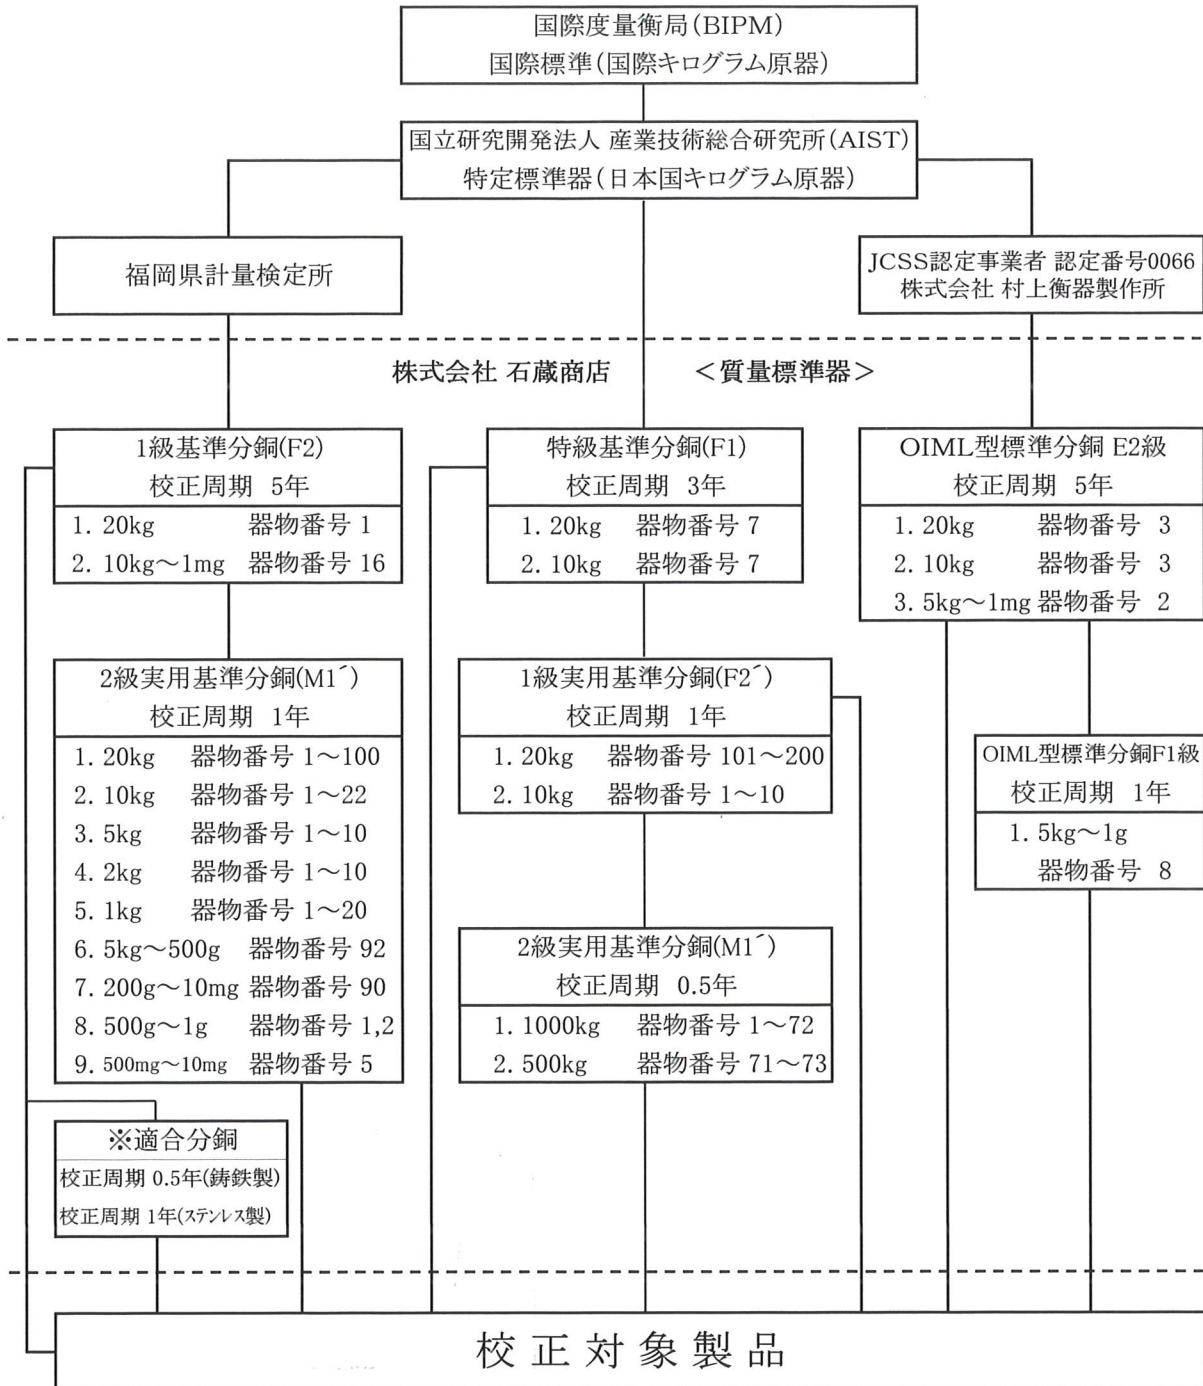 国際度量衡局(BIPM)
国際標準(国際キログラム原器)
国立研究開発法人 産業技術総合研究所(AIST)
特定標準器(日本国キログラム原器)
福岡県計量検定所
JCSS認定事業者 認定番号0066
株式会社 村上衡器製作所
株式会社 石蔵商店 <質量標準器>
1級基準分銅(F2)
校正周期 5年
1. 20kg 器物番号 1
2. 10kg～1mg 器物番号 16
特級基準分銅(F1)
校正周期 3年
1. 20kg 器物番号 7
2. 10kg 器物番号 7
OIML型標準分銅 E2級
校正周期 5年
1. 20kg 器物番号 3
2. 10kg 器物番号 3
3. 5kg～1mg 器物番号 2
2級実用基準分銅(M1´)
校正周期 1年
1. 20kg 器物番号 1～100
2. 10kg 器物番号 1～22
3. 5kg 器物番号 1～10
4. 2kg 器物番号 1～10
5. 1kg 器物番号 1～20
6. 5kg～500g 器物番号 92
7. 200g～10mg 器物番号 90
8. 500g～1g 器物番号 1,2
9. 500mg～10mg 器物番号 5
1級実用基準分銅(F2´)
校正周期 1年
1. 20kg 器物番号 101～200
2. 10kg 器物番号 1～10
OIML型標準分銅F1級
校正周期 1年
1. 5kg～1g
器物番号 8
2級実用基準分銅(M1´)
校正周期 0.5年
1. 1000kg 器物番号 1～72
2. 500kg 器物番号 71～73
※適合分銅
校正周期 0.5年(鋳鉄製)
校正周期 1年(ステンレス製)
校正対象製品